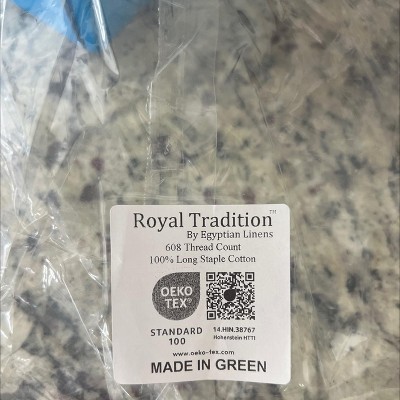 Royal Tradition™
By Egyptian Linens
608 Thread Count
100% Long Staple Cotton
OEKO
TEX®
STANDARD
100
14.HIN.38767
Hohenstein HTTI
www.oeko-tex.com
MADE IN GREEN